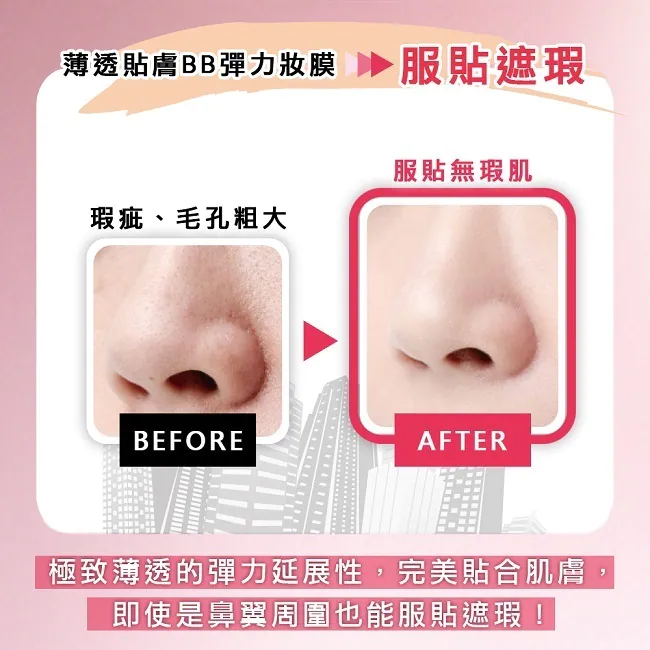 薄透貼膚BB彈力妝膜
服貼遮瑕
服貼無瑕肌
瑕疵、毛孔粗大
BEFORE
AFTER
極致薄透的彈力延展性，完美貼合肌膚，
即使是鼻翼周圍也能服貼遮瑕！